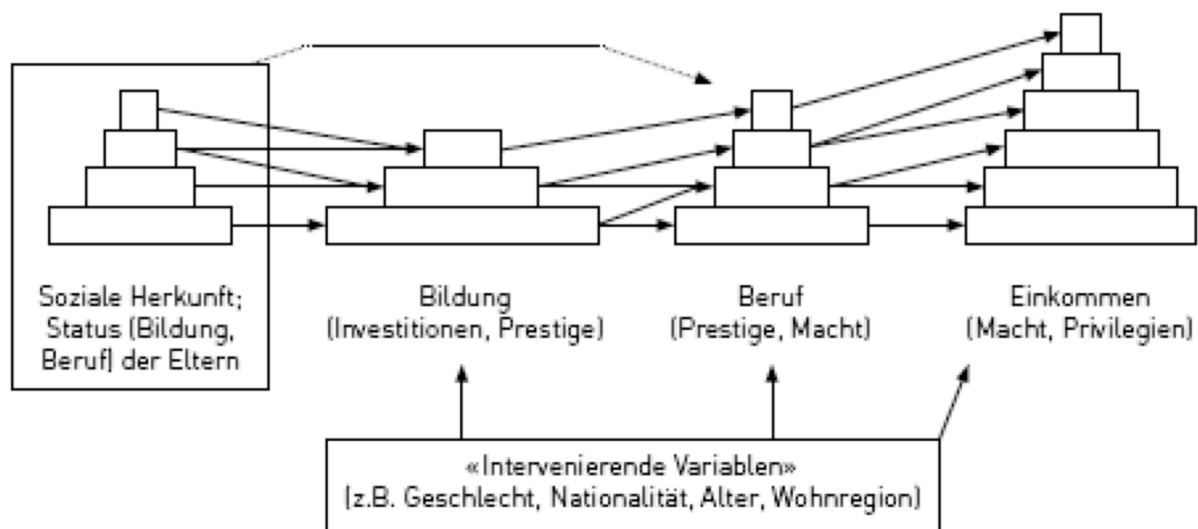 Soziale Herkunft;
Status (Bildung,
Beruf) der Eltern
Bildung
(Investitionen, Prestige)
Beruf
(Prestige, Macht)
Einkommen
(Macht, Privilegien)
«Intervenierende Variablen»
(z.B. Geschlecht, Nationalität, Alter, Wohnregion)